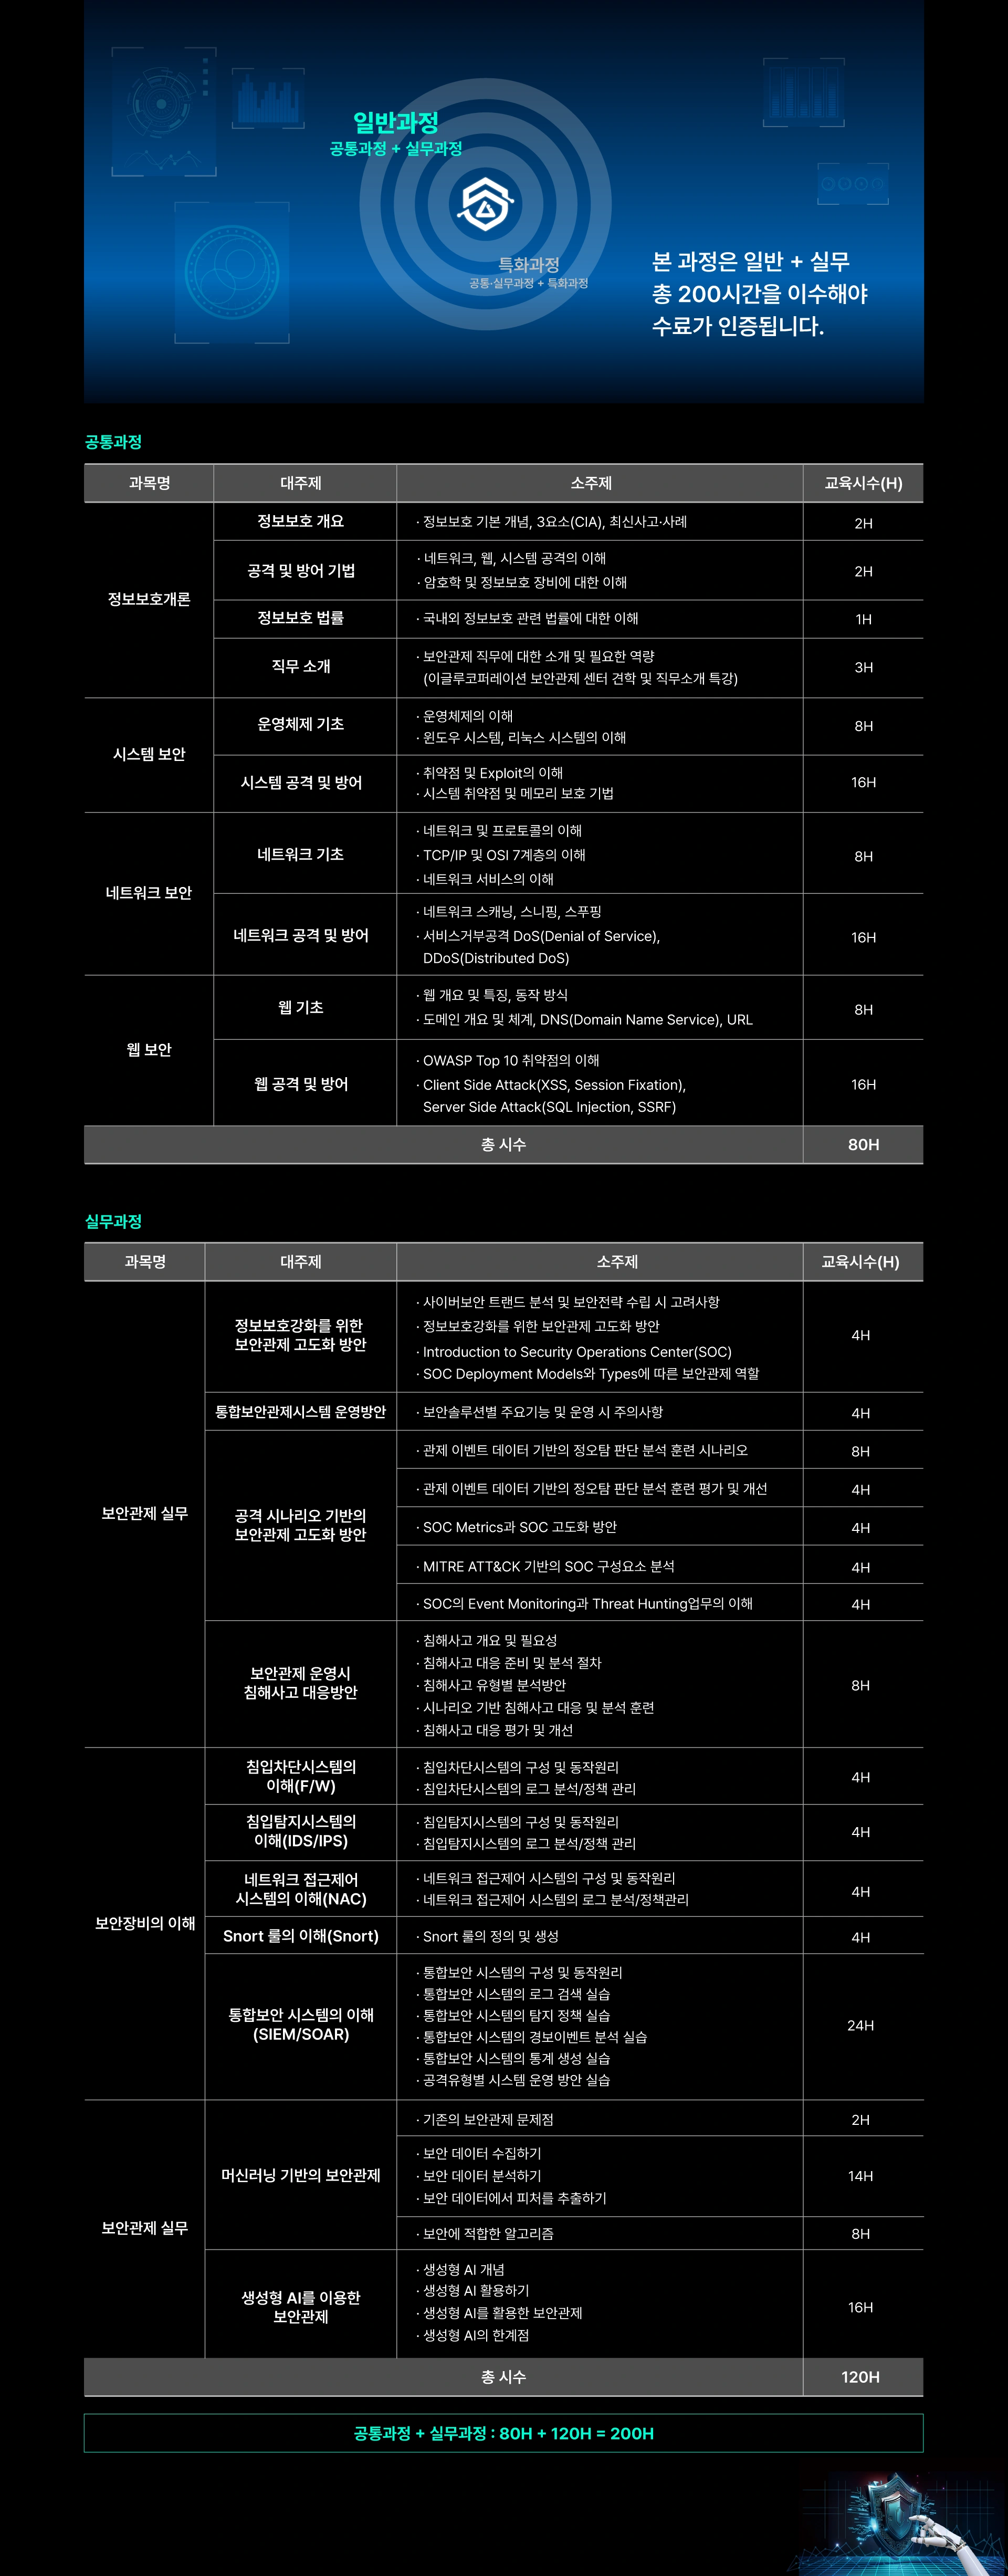 일반과정
공통과정 + 실무과정
특화과정
공통·실무과정 + 특화과정
본 과정은 일반 + 실무
총 200시간을 이수해야
수료가 인증됩니다.
공통과정
과목명 대주제 소주제 교육시수(H)
정보보호개론
정보보호 개요
· 정보보호 기본 개념, 3요소(CIA), 최신사고·사례
2H
공격 및 방어 기법
· 네트워크, 웹, 시스템 공격의 이해
· 암호학 및 정보보호 장비에 대한 이해
2H
정보보호 법률
· 국내외 정보보호 관련 법률에 대한 이해
1H
직무 소개
· 보안관제 직무에 대한 소개 및 필요한 역량
(이글루코퍼레이션 보안관제 센터 견학 및 직무소개 특강)
3H
시스템 보안
운영체제 기초
· 운영체제의 이해
· 윈도우 시스템, 리눅스 시스템의 이해
8H
시스템 공격 및 방어
· 취약점 및 Exploit의 이해
· 시스템 취약점 및 메모리 보호 기법
16H
네트워크 보안
네트워크 기초
· 네트워크 및 프로토콜의 이해
· TCP/IP 및 OSI 7계층의 이해
· 네트워크 서비스의 이해
8H
네트워크 공격 및 방어
· 네트워크 스캐닝, 스니핑, 스푸핑
· 서비스거부공격 DoS(Denial of Service),
DDoS(Distributed DoS)
16H
웹 보안
웹 기초
· 웹 개요 및 특징, 동작 방식
· 도메인 개요 및 체계, DNS(Domain Name Service), URL
8H
웹 공격 및 방어
· OWASP Top 10 취약점의 이해
· Client Side Attack(XSS, Session Fixation),
Server Side Attack(SQL Injection, SSRF)
16H
총 시수 80H
실무과정
과목명 대주제 소주제 교육시수(H)
보안관제 실무
정보보호강화를 위한
보안관제 고도화 방안
· 사이버보안 트랜드 분석 및 보안전략 수립 시 고려사항
· 정보보호강화를 위한 보안관제 고도화 방안
· Introduction to Security Operations Center(SOC)
· SOC Deployment Models와 Types에 따른 보안관제 역할
4H
통합보안관제시스템 운영방안
· 보안솔루션별 주요기능 및 운영 시 주의사항
4H
공격 시나리오 기반의
보안관제 고도화 방안
· 관제 이벤트 데이터 기반의 정오탐 판단 분석 훈련 시나리오
8H
· 관제 이벤트 데이터 기반의 정오탐 판단 분석 훈련 평가 및 개선
4H
· SOC Metrics과 SOC 고도화 방안
4H
· MITRE ATT&CK 기반의 SOC 구성요소 분석
4H
· SOC의 Event Monitoring과 Threat Hunting업무의 이해
4H
보안관제 운영시
침해사고 대응방안
· 침해사고 개요 및 필요성
· 침해사고 대응 준비 및 분석 절차
· 침해사고 유형별 분석방안
· 시나리오 기반 침해사고 대응 및 분석 훈련
· 침해사고 대응 평가 및 개선
8H
보안장비의 이해
침입차단시스템의
이해(F/W)
· 침입차단시스템의 구성 및 동작원리
· 침입차단시스템의 로그 분석/정책 관리
4H
침입탐지시스템의
이해(IDS/IPS)
· 침입탐지시스템의 구성 및 동작원리
· 침입탐지시스템의 로그 분석/정책 관리
4H
네트워크 접근제어
시스템의 이해(NAC)
· 네트워크 접근제어 시스템의 구성 및 동작원리
· 네트워크 접근제어 시스템의 로그 분석/정책관리
4H
Snort 룰의 이해(Snort)
· Snort 룰의 정의 및 생성
4H
통합보안 시스템의 이해
(SIEM/SOAR)
· 통합보안 시스템의 구성 및 동작원리
· 통합보안 시스템의 로그 검색 실습
· 통합보안 시스템의 탐지 정책 실습
· 통합보안 시스템의 경보이벤트 분석 실습
· 통합보안 시스템의 통계 생성 실습
· 공격유형별 시스템 운영 방안 실습
24H
보안관제 실무
머신러닝 기반의 보안관제
· 기존의 보안관제 문제점
2H
· 보안 데이터 수집하기
· 보안 데이터 분석하기
· 보안 데이터에서 피처를 추출하기
14H
· 보안에 적합한 알고리즘
8H
생성형 AI를 이용한
보안관제
· 생성형 AI 개념
· 생성형 AI 활용하기
· 생성형 AI를 활용한 보안관제
· 생성형 AI의 한계점
16H
총 시수 120H
공통과정 + 실무과정 : 80H + 120H = 200H